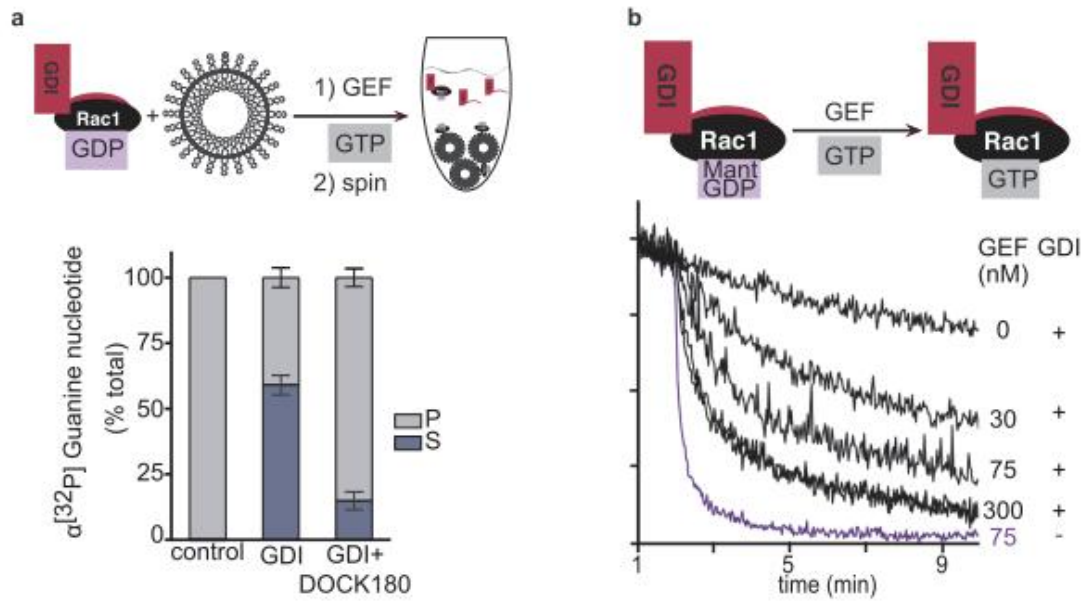 a
GDI
Rac1
GDP
+
1) GEF
GTP
2) spin
α[32P] Guanine nucleotide
(% total)
100
75
50
25
0
control
GDI
GDI+
DOCK180
P
S
b
GDI
Rac1
Mant
GDP
GEF
GTP
GDI
Rac1
GTP
GEF GDI
(nM)
0 +
30 +
75 +
300 +
75 -
1 5 9
time (min)